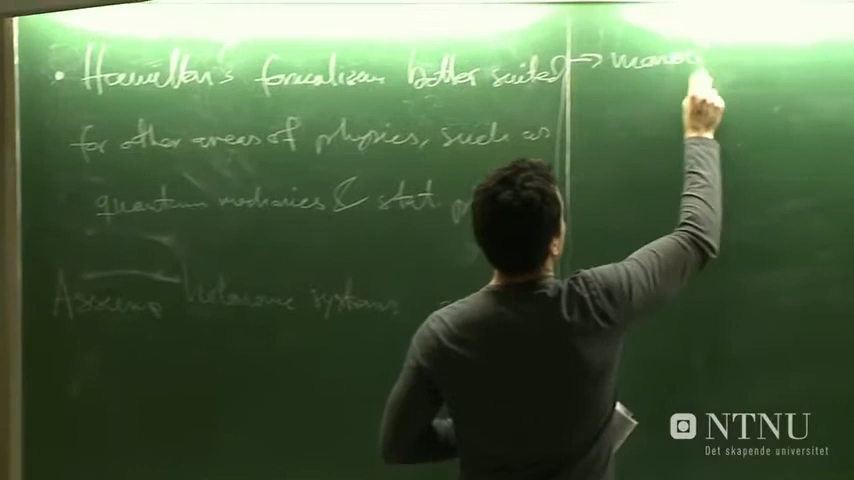 • Hamilton's formalism better suited →
for other areas of physics, such as
quantum mechanics & stat.
Assume holonomic systems
NTNU
Det skapende universitet